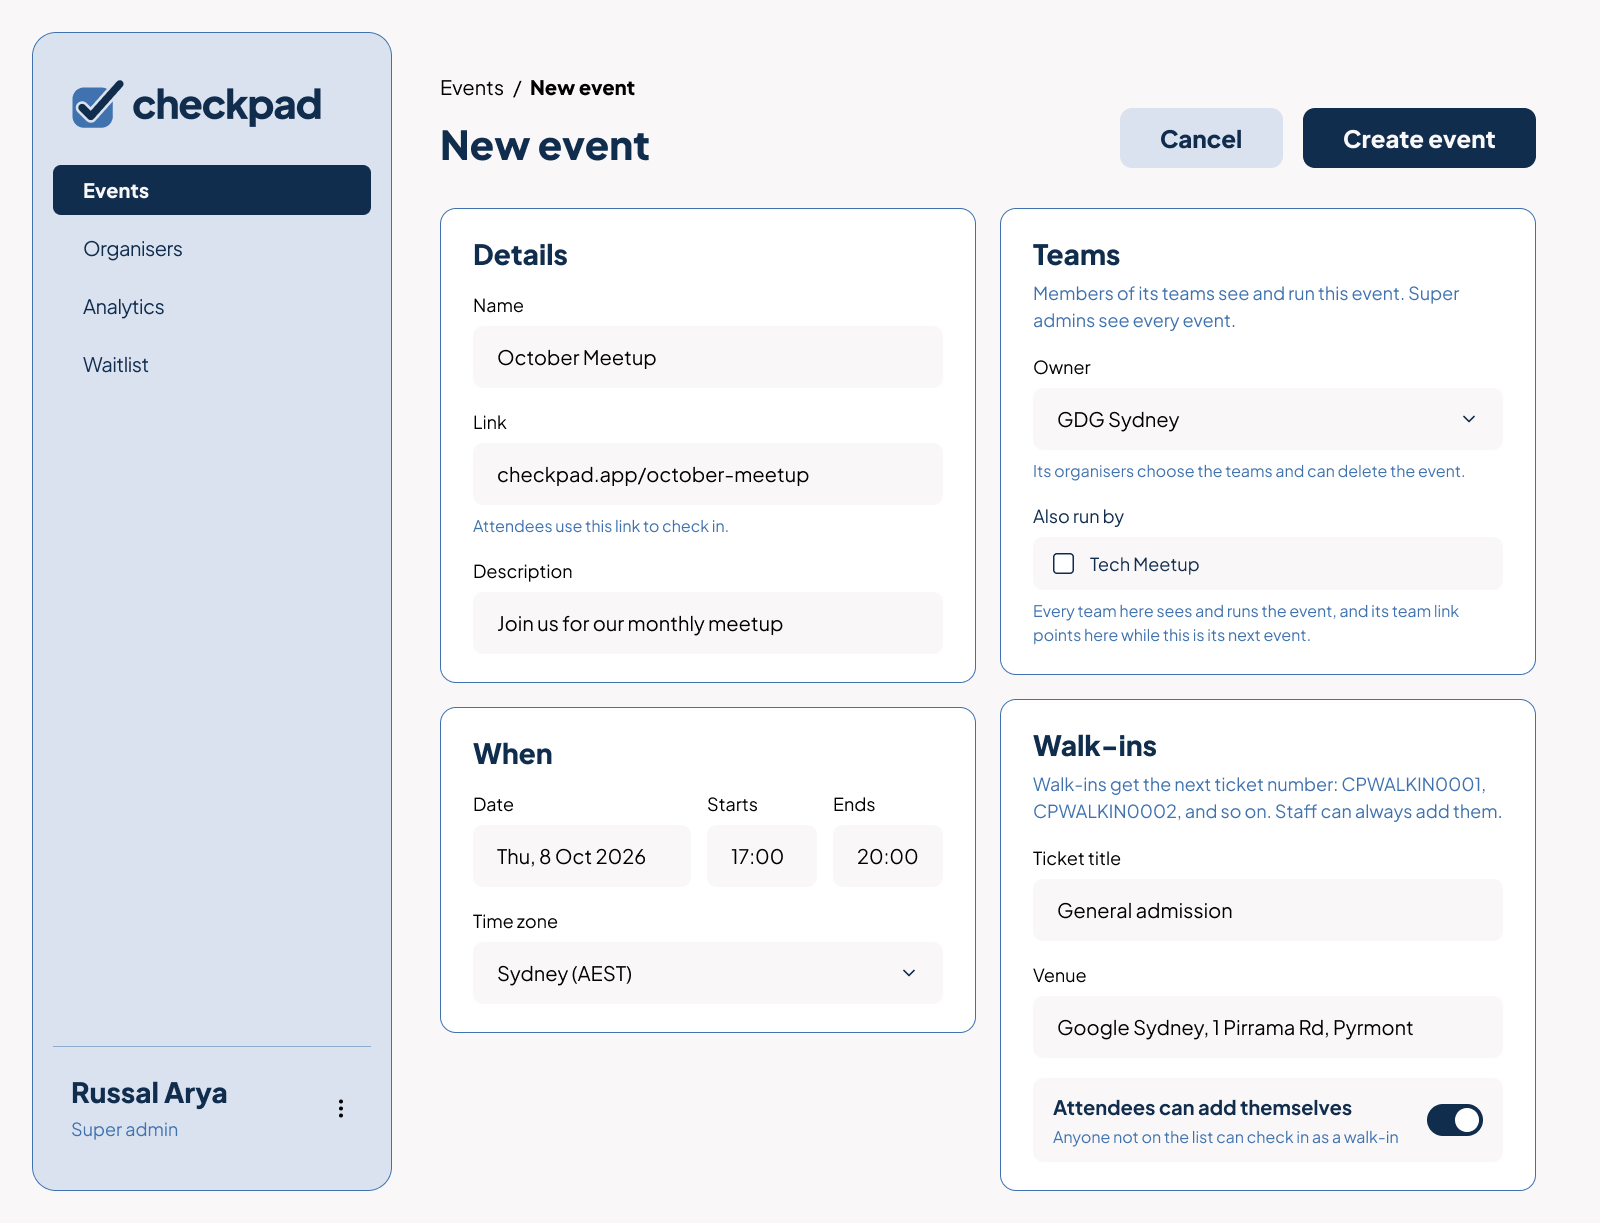 checkpad
Events
Organisers
Analytics
Waitlist
Russal Arya
Super admin
Events / New event
New event
Cancel
Create event
Details
Name
October Meetup
Link
checkpad.app/october-meetup
Attendees use this link to check in.
Description
Join us for our monthly meetup
When
Date
Starts
Ends
Thu, 8 Oct 2026
17:00
20:00
Time zone
Sydney (AEST)
Teams
Members of its teams see and run this event. Super
admins see every event.
Owner
GDG Sydney
Its organisers choose the teams and can delete the event.
Also run by
Tech Meetup
Every team here sees and runs the event, and its team link
points here while this is its next event.
Walk-ins
Walk-ins get the next ticket number: CPWALKIN0001,
CPWALKIN0002, and so on. Staff can always add them.
Ticket title
General admission
Venue
Google Sydney, 1 Pirrama Rd, Pyrmont
Attendees can add themselves
Anyone not on the list can check in as a walk-in